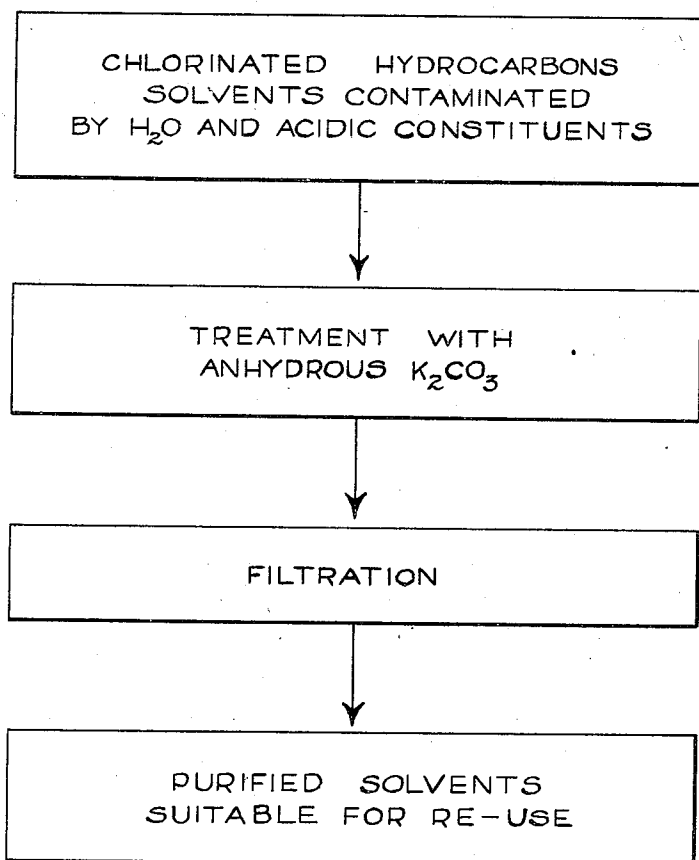 CHLORINATED HYDROCARBONS
SOLVENTS CONTAMINATED
BY H₂O AND ACIDIC CONSTITUENTS
TREATMENT WITH
ANHYDROUS K₂CO₃
FILTRATION
PURIFIED SOLVENTS
SUITABLE FOR RE-USE